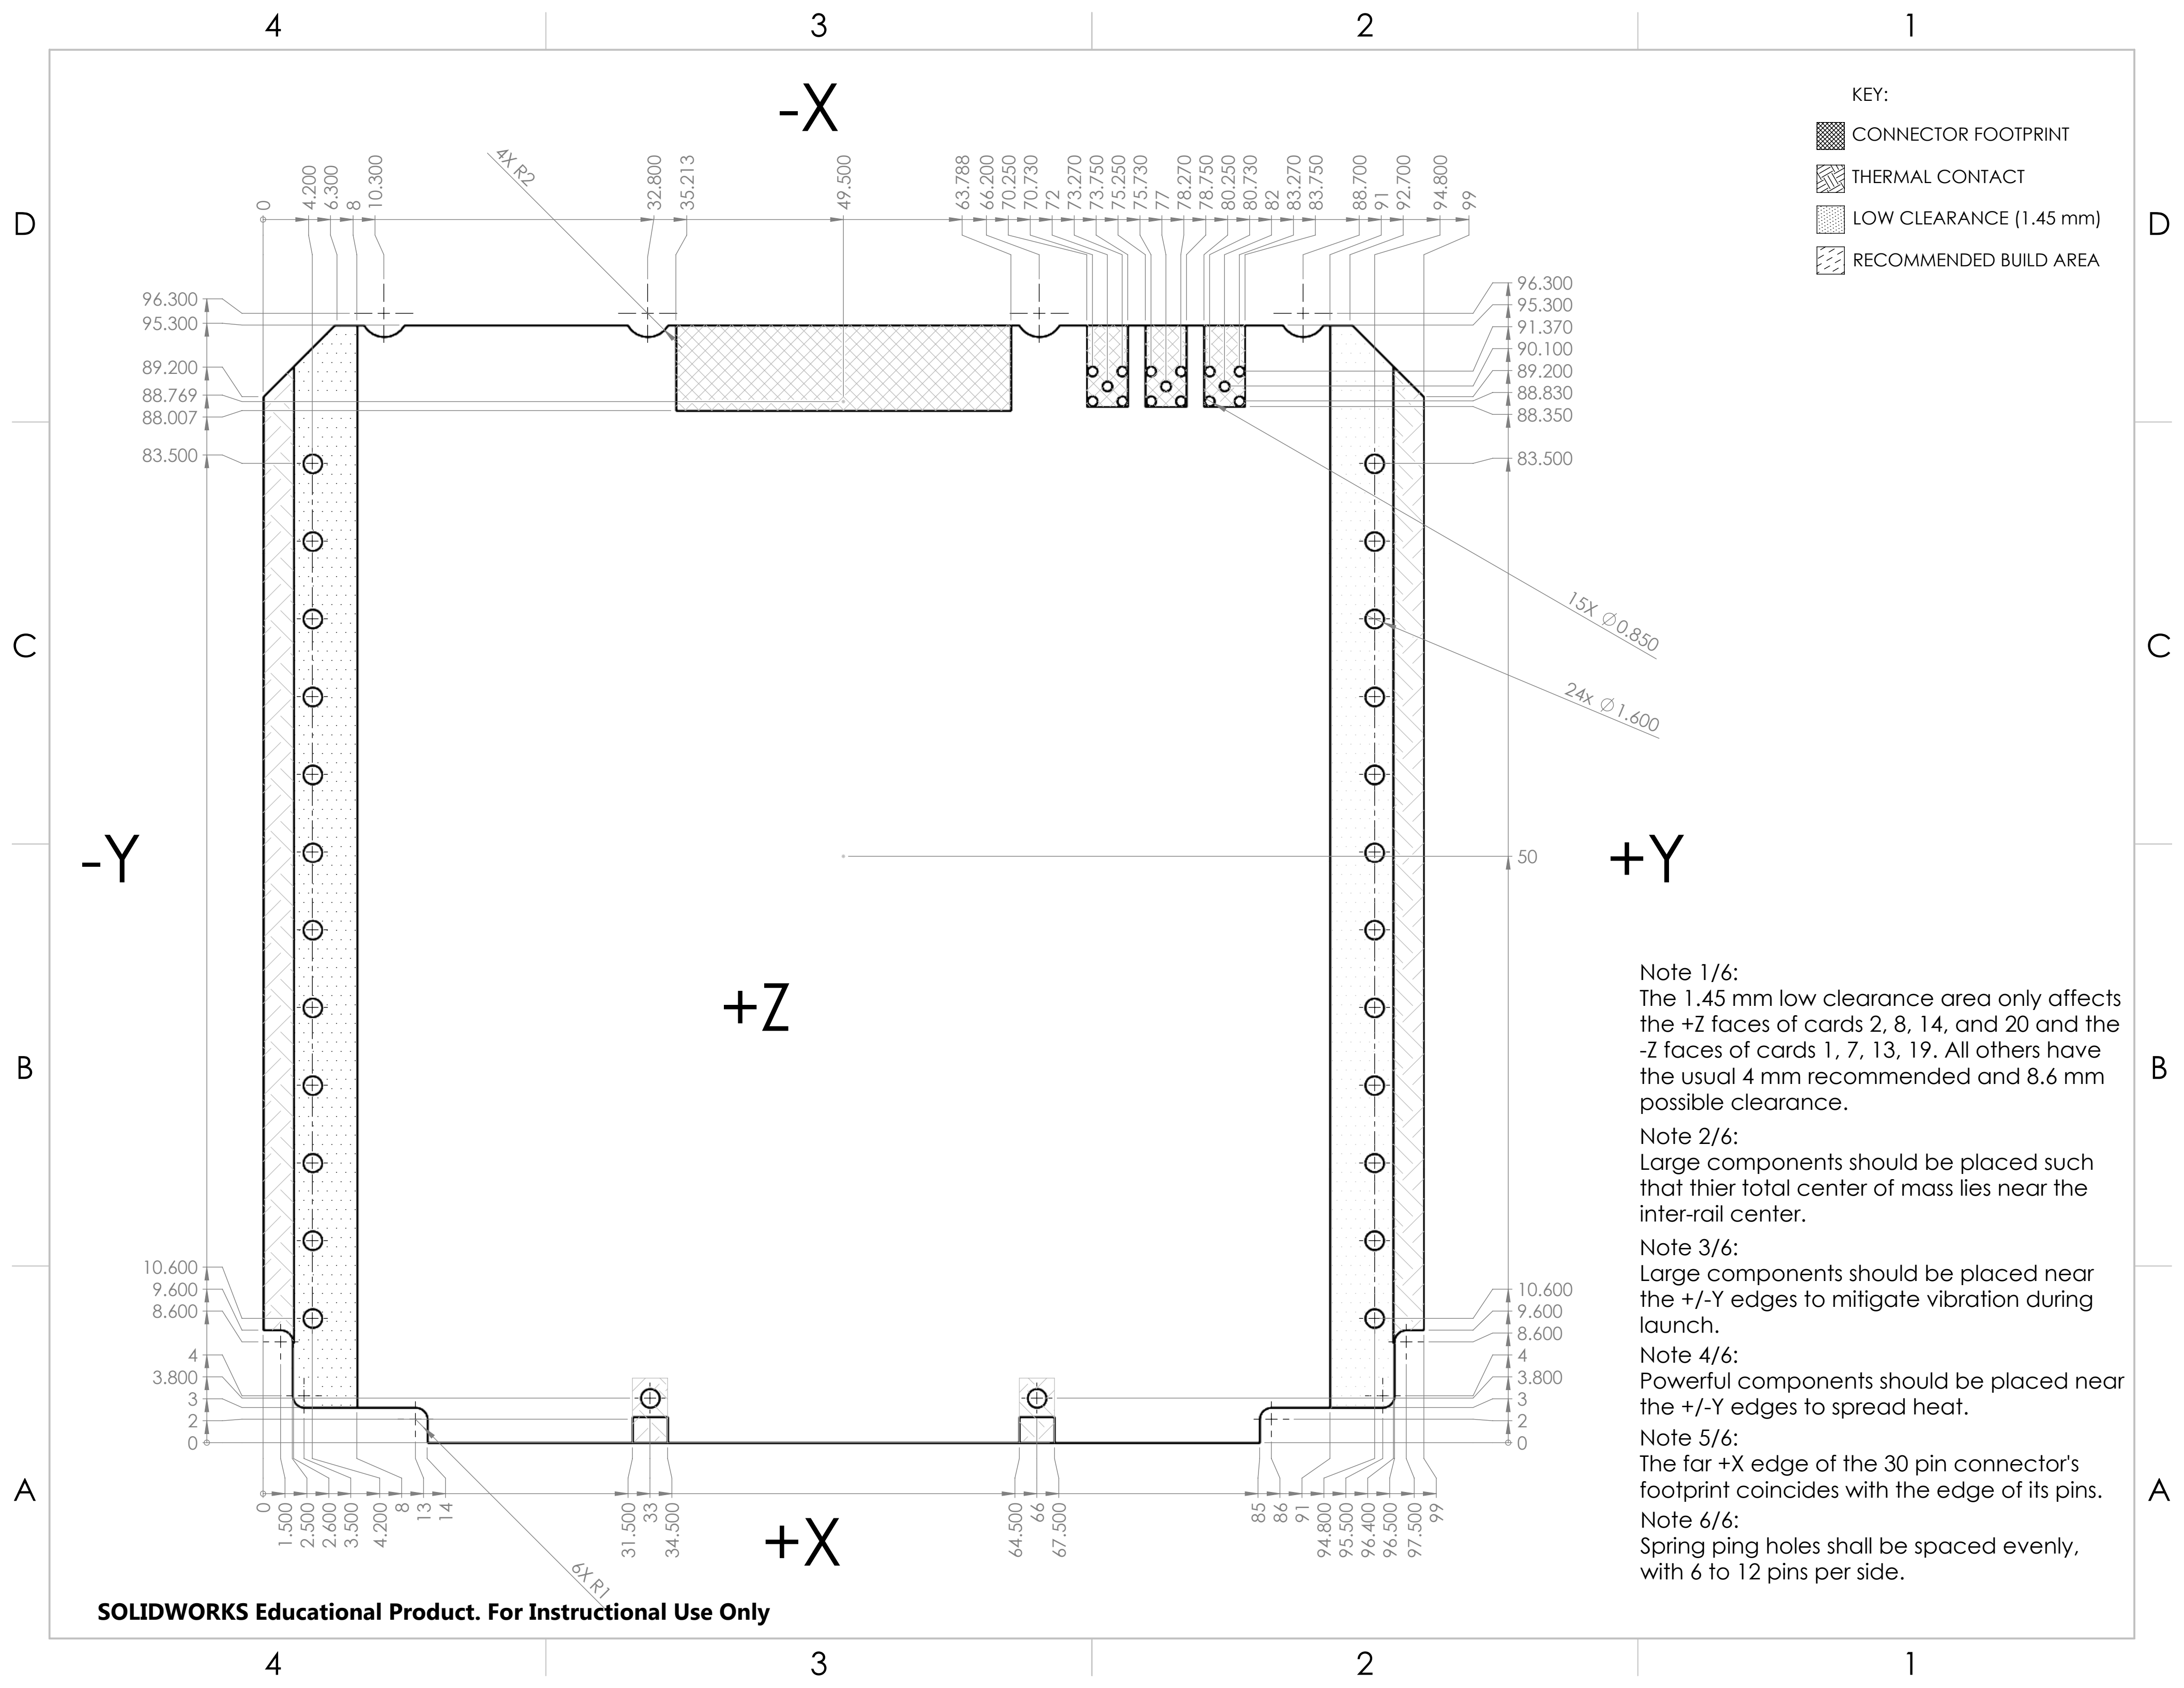 4 3 2 1
-X
KEY:
CONNECTOR FOOTPRINT
THERMAL CONTACT
LOW CLEARANCE (1.45 mm)
RECOMMENDED BUILD AREA
D D
4X R2
0 4.200 6.300 8 10.300 32.800 35.213 49.500 63.788 66.200 70.250 70.730 72 73.270 73.750 75.250 75.730 77 78.270 78.750 80.250 80.730 82 83.270 83.750 88.700 91 92.700 94.800 99
96.300
95.300
89.200
88.769
88.007
83.500
96.300
95.300
91.370
90.100
89.200
88.830
88.350
83.500
C C
15X Ø0.850
24x Ø1.600
-Y
50
+Y
+Z
B B
Note 1/6:
The 1.45 mm low clearance area only affects
the +Z faces of cards 2, 8, 14, and 20 and the
-Z faces of cards 1, 7, 13, 19. All others have
the usual 4 mm recommended and 8.6 mm
possible clearance.
Note 2/6:
Large components should be placed such
that thier total center of mass lies near the
inter-rail center.
Note 3/6:
Large components should be placed near
the +/-Y edges to mitigate vibration during
launch.
Note 4/6:
Powerful components should be placed near
the +/-Y edges to spread heat.
Note 5/6:
The far +X edge of the 30 pin connector's
footprint coincides with the edge of its pins.
Note 6/6:
Spring ping holes shall be spaced evenly,
with 6 to 12 pins per side.
10.600
9.600
8.600
4
3.800
3
2
0
10.600
9.600
8.600
4
3.800
3
2
0
A A
0 1.500 2.500 2.600 3.500 4.200 8 13 14 31.500 33 34.500 64.500 66 67.500 85 86 91 94.800 95.500 96.400 96.500 97.500 99
+X
6X R1
SOLIDWORKS Educational Product. For Instructional Use Only
4 3 2 1